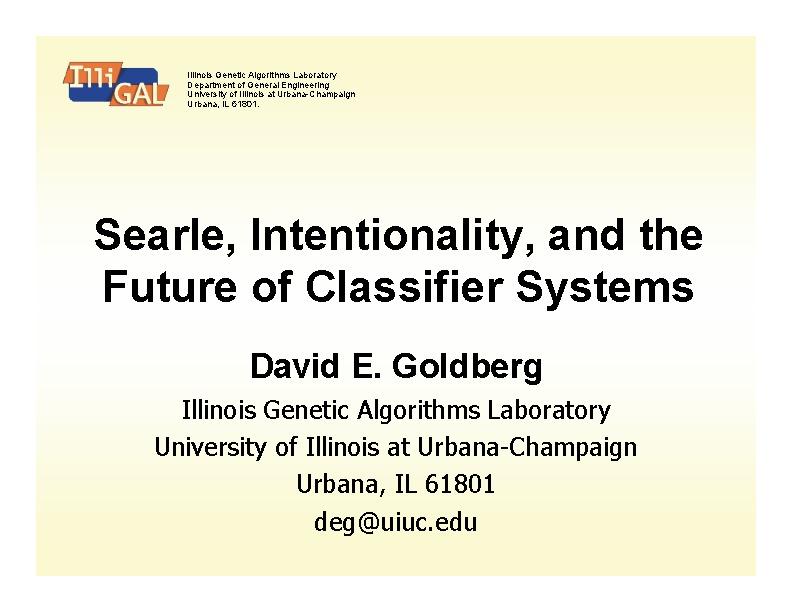 Illi
GAL
Illinois Genetic Algorithms Laboratory
Department of General Engineering
University of Illinois at Urbana-Champaign
Urbana, IL 61801.
Searle, Intentionality, and the
Future of Classifier Systems
David E. Goldberg
Illinois Genetic Algorithms Laboratory
University of Illinois at Urbana-Champaign
Urbana, IL 61801
deg@uiuc.edu